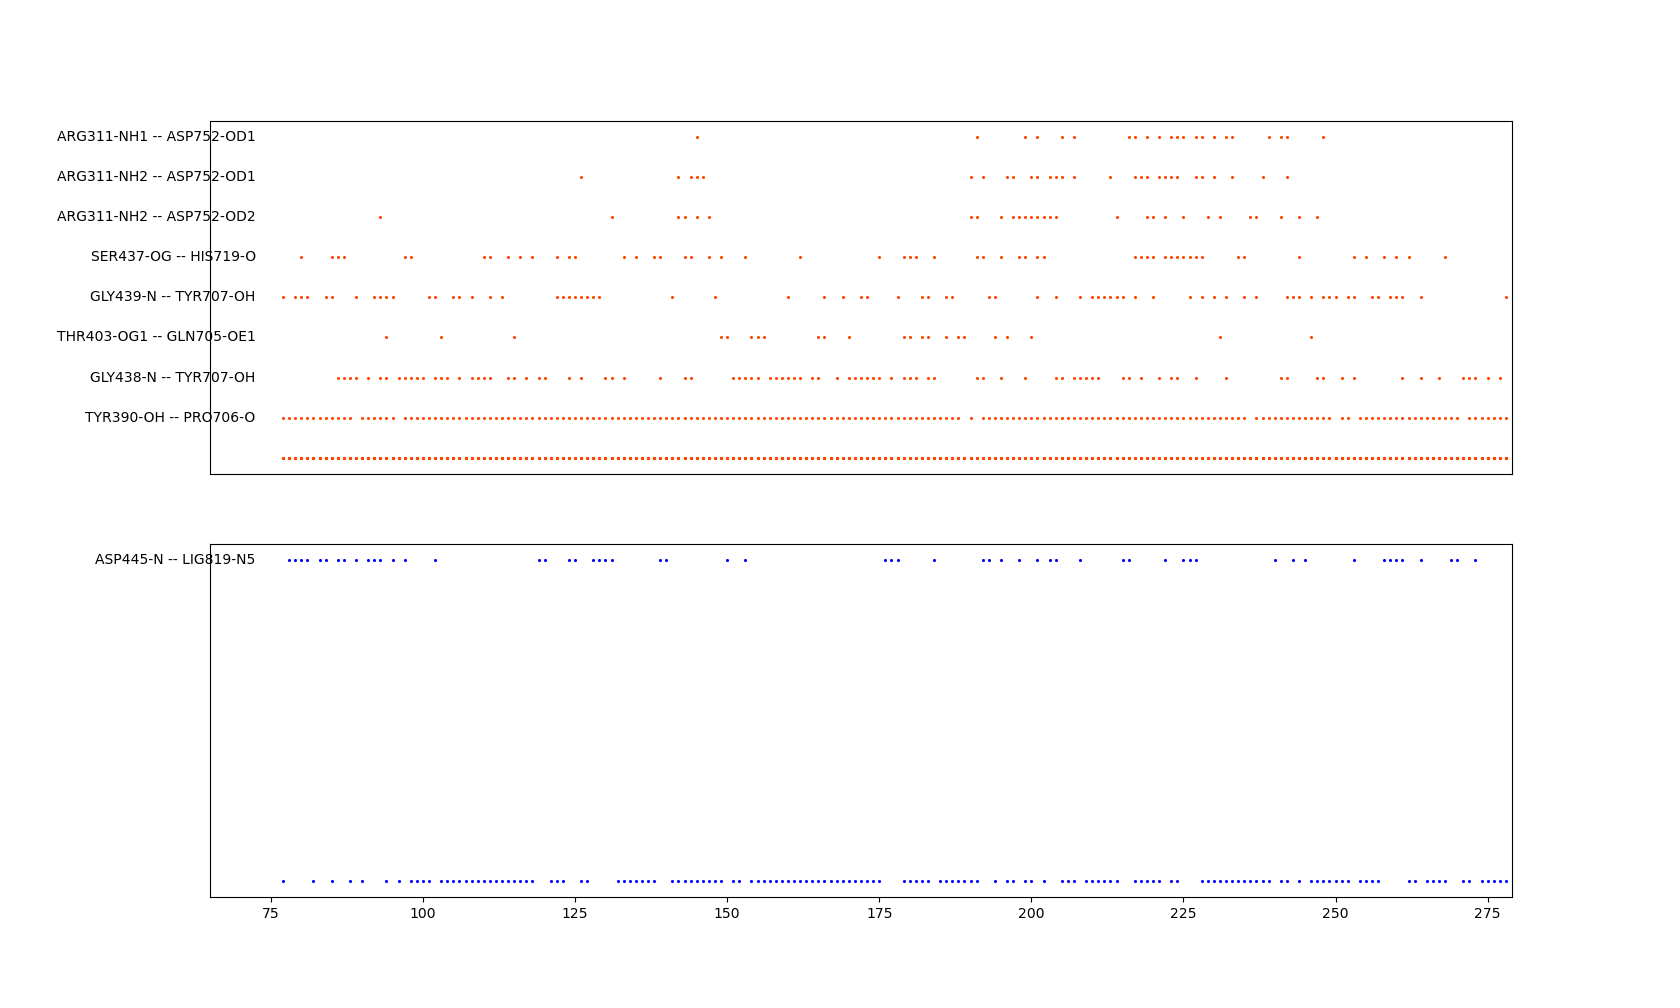 ARG311-NH1 -- ASP752-OD1
ARG311-NH2 -- ASP752-OD1
ARG311-NH2 -- ASP752-OD2
SER437-OG -- HIS719-O
GLY439-N -- TYR707-OH
THR403-OG1 -- GLN705-OE1
GLY438-N -- TYR707-OH
TYR390-OH -- PRO706-O
ASP445-N -- LIG819-N5
75 100 125 150 175 200 225 250 275